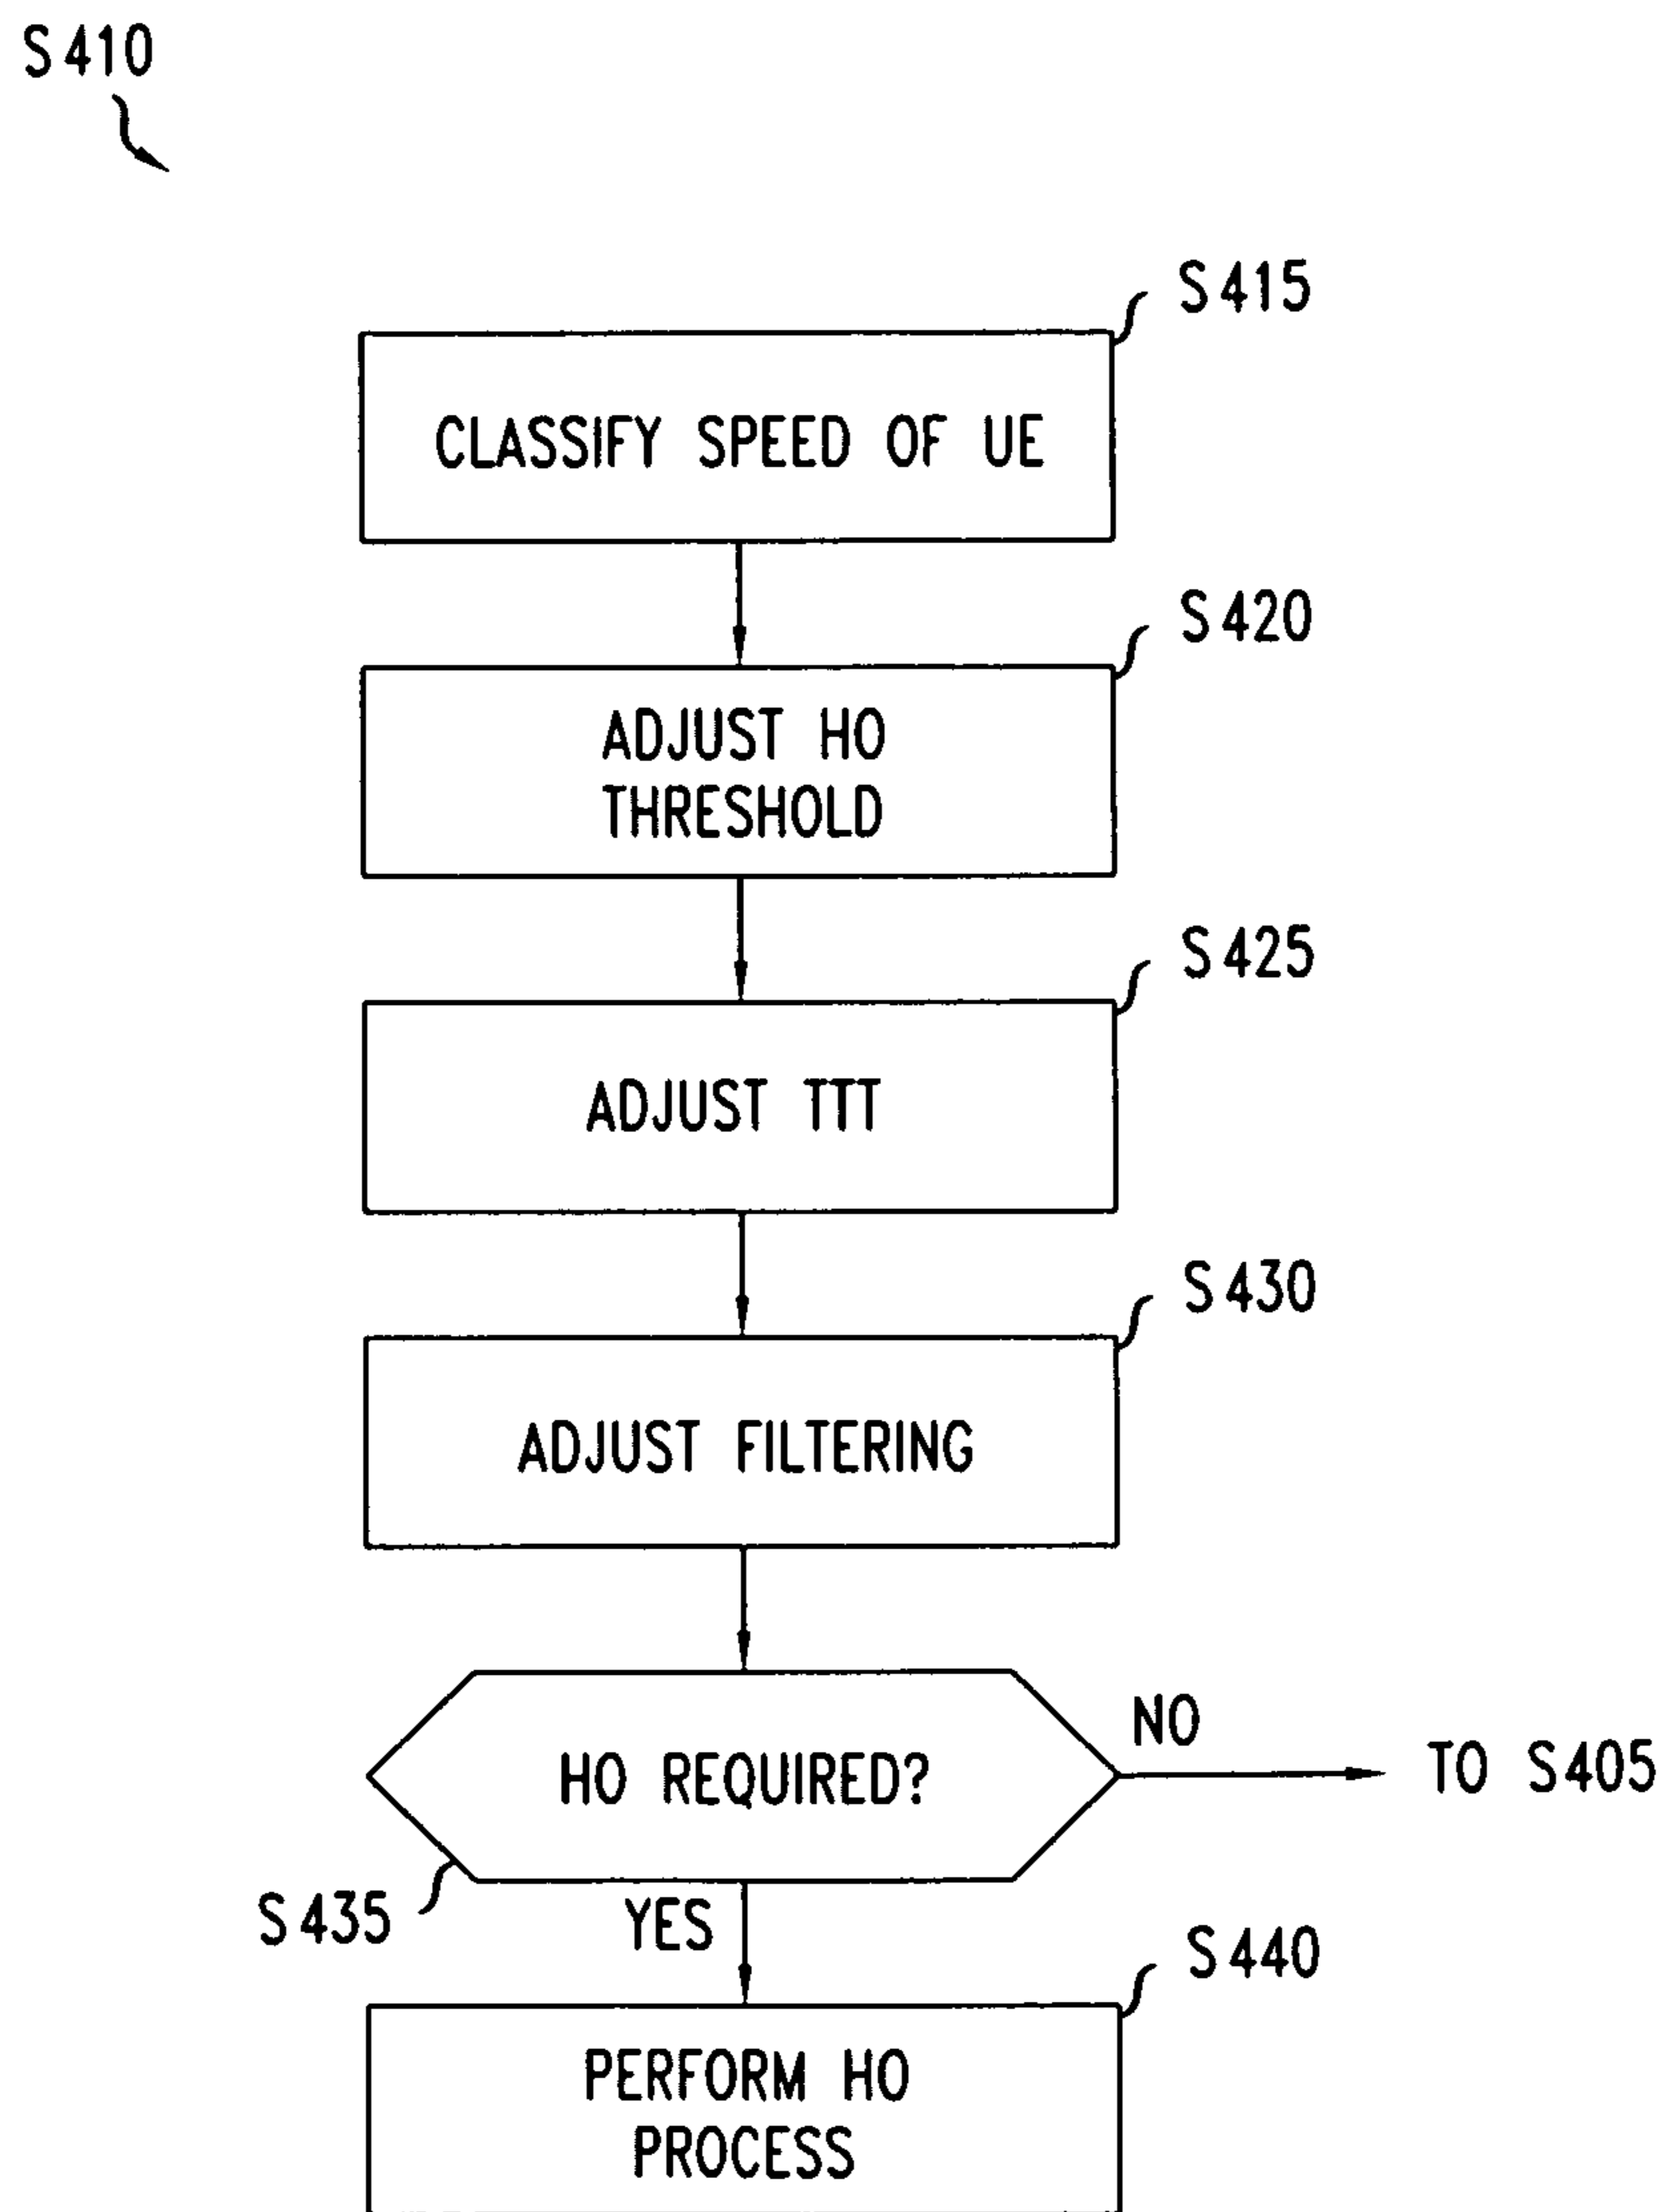 S410
S415
CLASSIFY SPEED OF UE
S420
ADJUST HO
THRESHOLD
S425
ADJUST TTT
S430
ADJUST FILTERING
HO REQUIRED?
NO
TO S405
S435
YES
S440
PERFORM HO
PROCESS